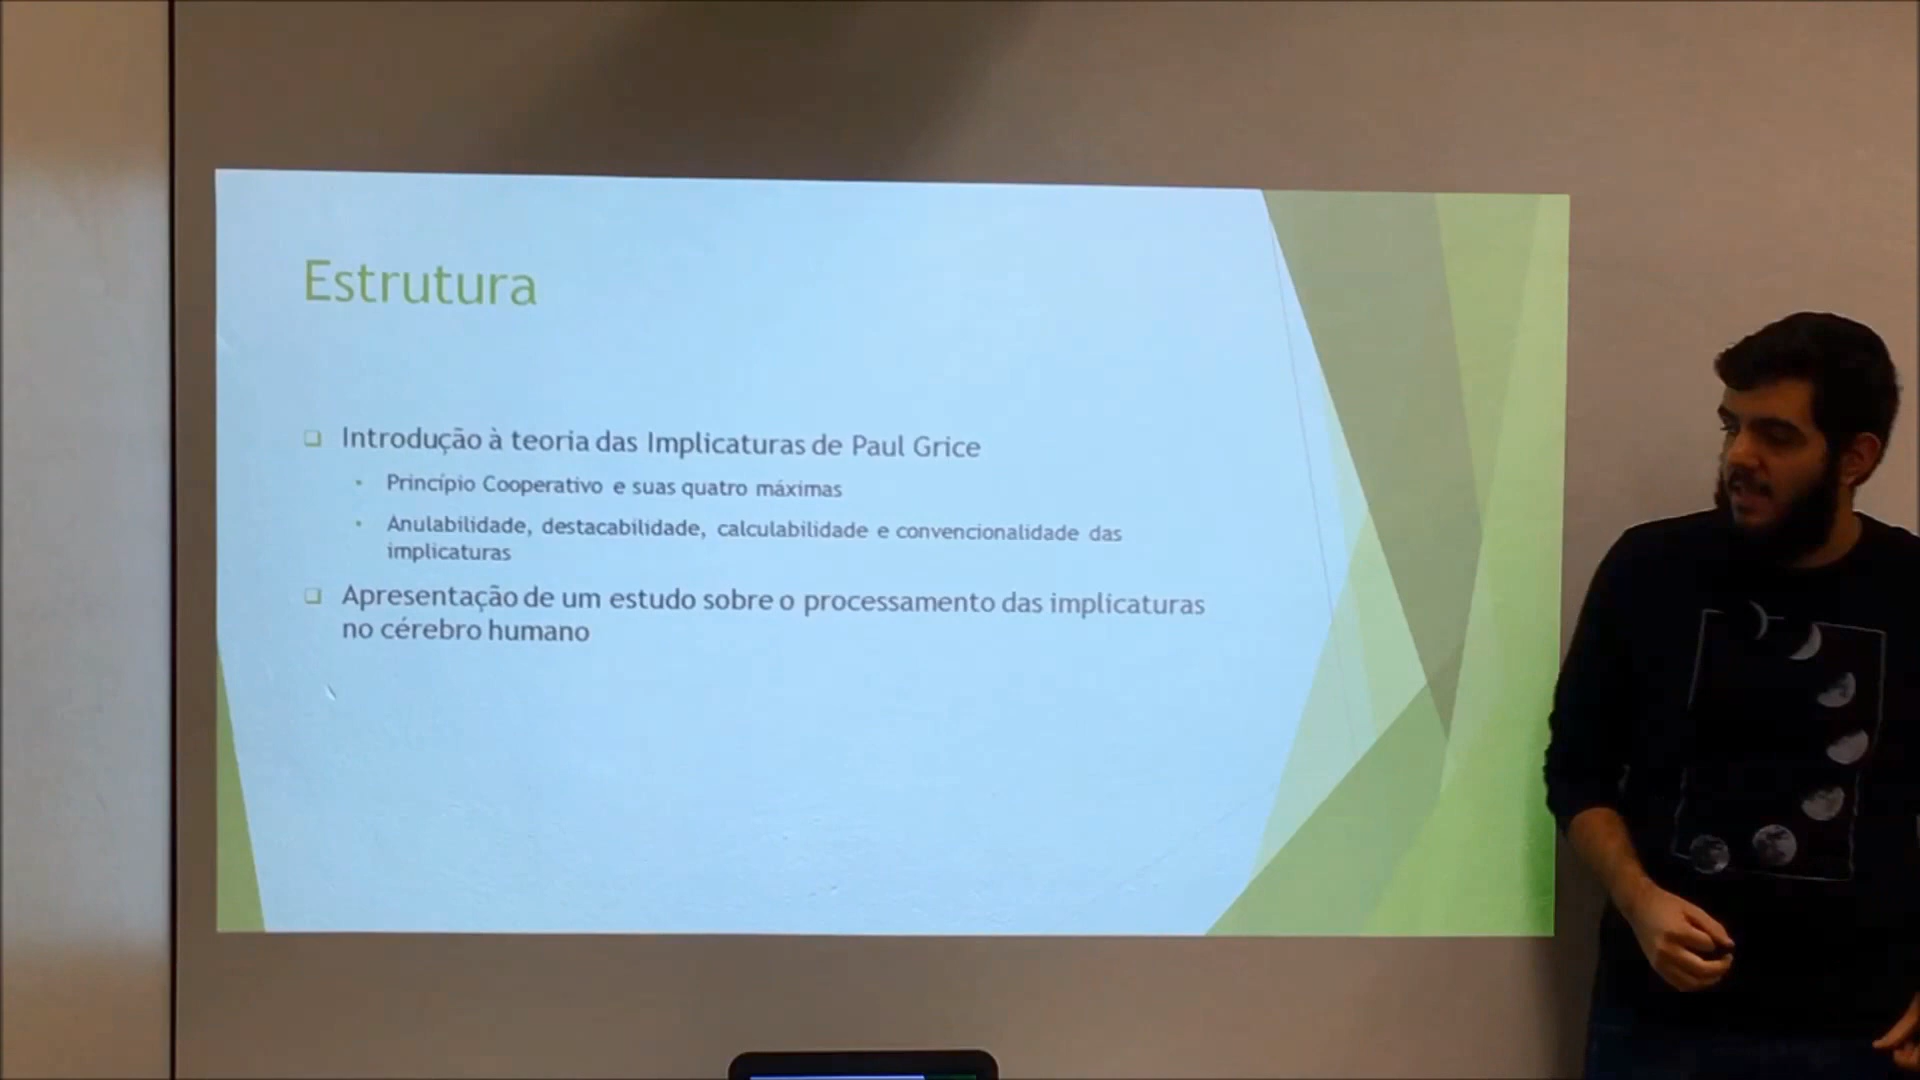 Estrutura
Introdução à teoria das Implicaturas de Paul Grice
Princípio Cooperativo e suas quatro máximas
Anulabilidade, destacabilidade, calculabilidade e convencionalidade das
implicaturas
Apresentação de um estudo sobre o processamento das implicaturas
no cérebro humano